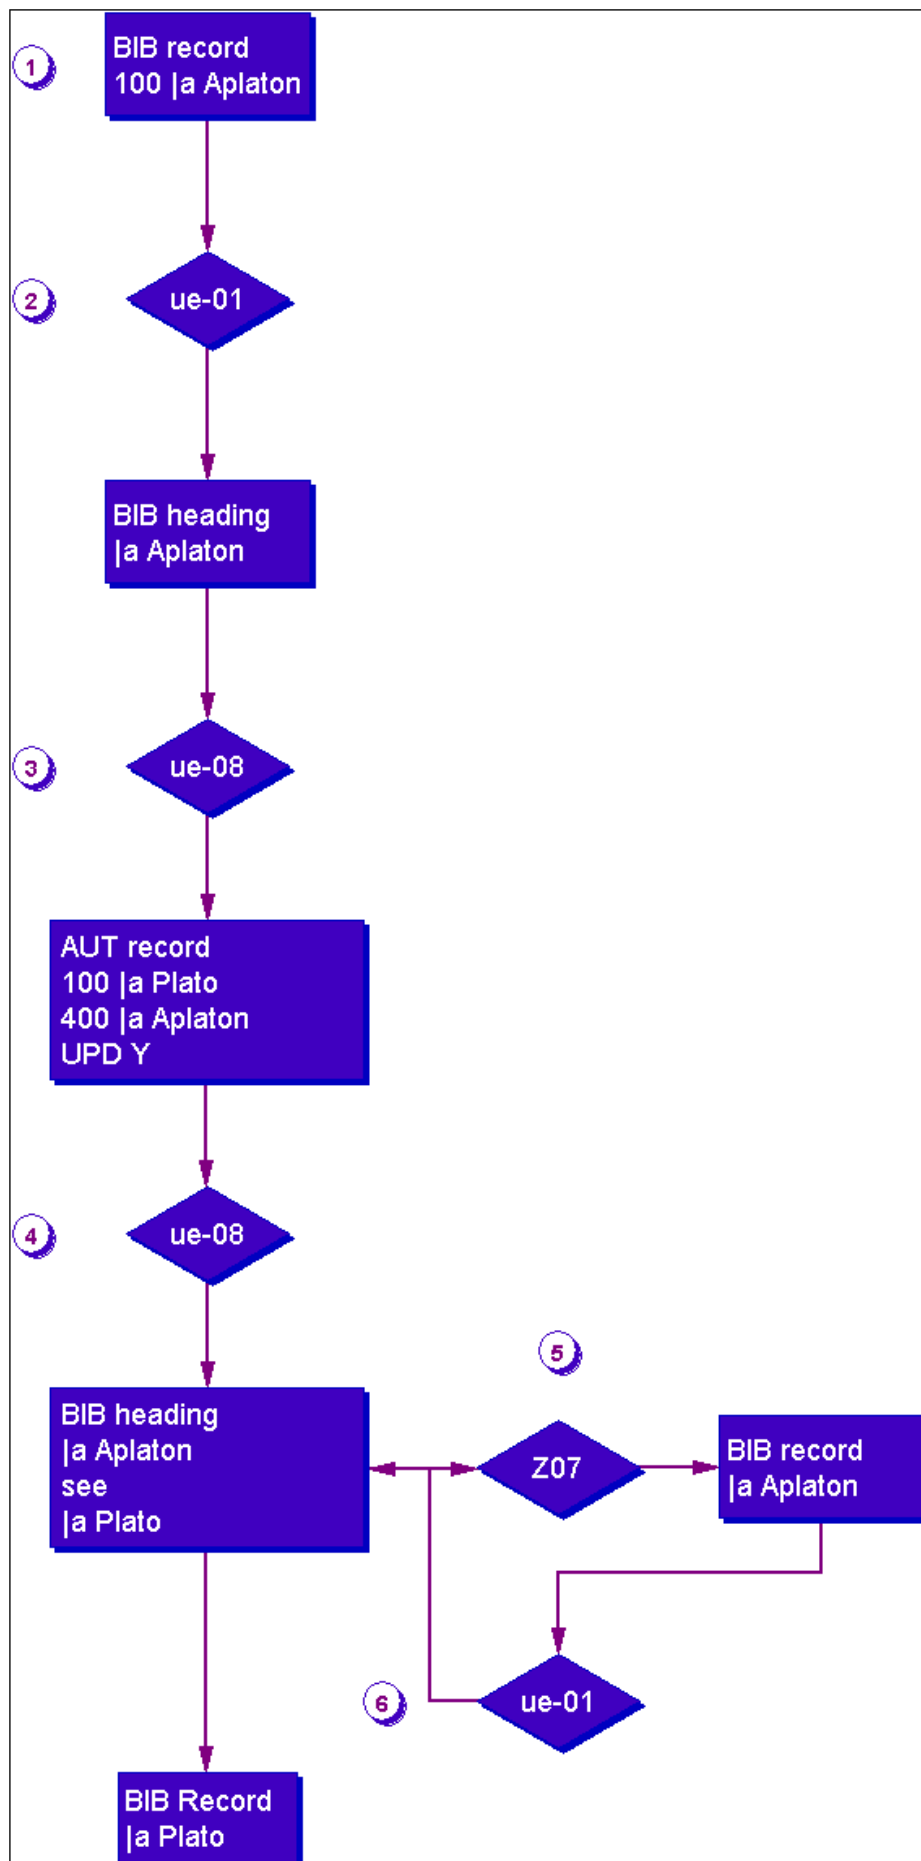 BIB record
1
100 |a Aplaton
2
ue-01
BIB heading
|a Aplaton
3
ue-08
AUT record
100 |a Plato
400 |a Aplaton
UPD Y
4
ue-08
5
BIB heading
|a Aplaton
see
|a Plato
Z07
BIB record
|a Aplaton
6
ue-01
BIB Record
|a Plato